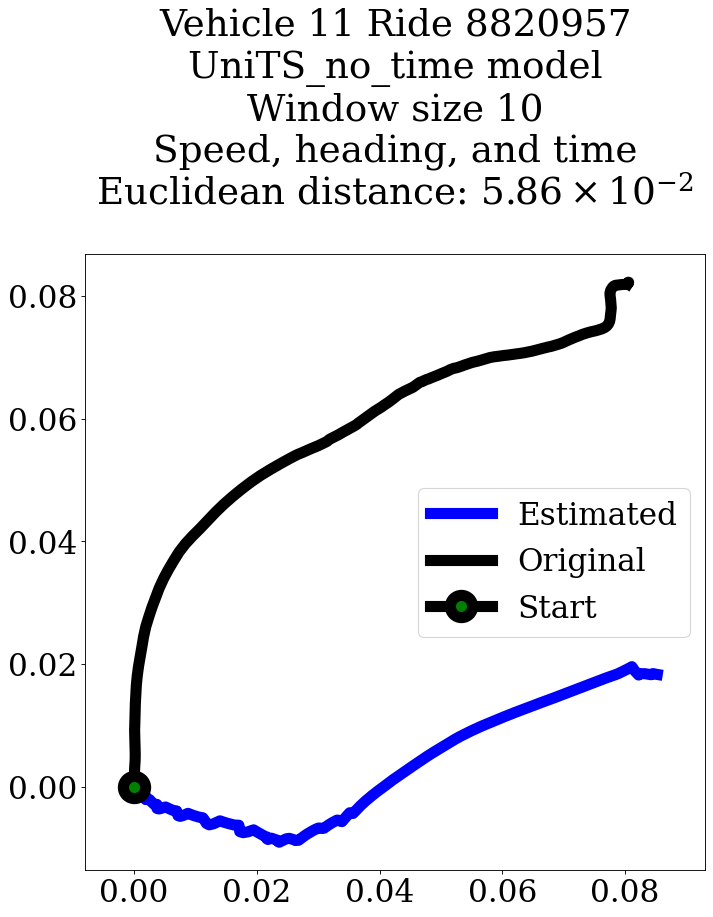 Vehicle 11 Ride 8820957
UniTS_no_time model
Window size 10
Speed, heading, and time
Euclidean distance: 5.86 × 10⁻²
0.08
0.06
0.04
0.02
0.00
Estimated
Original
Start
0.00 0.02 0.04 0.06 0.08